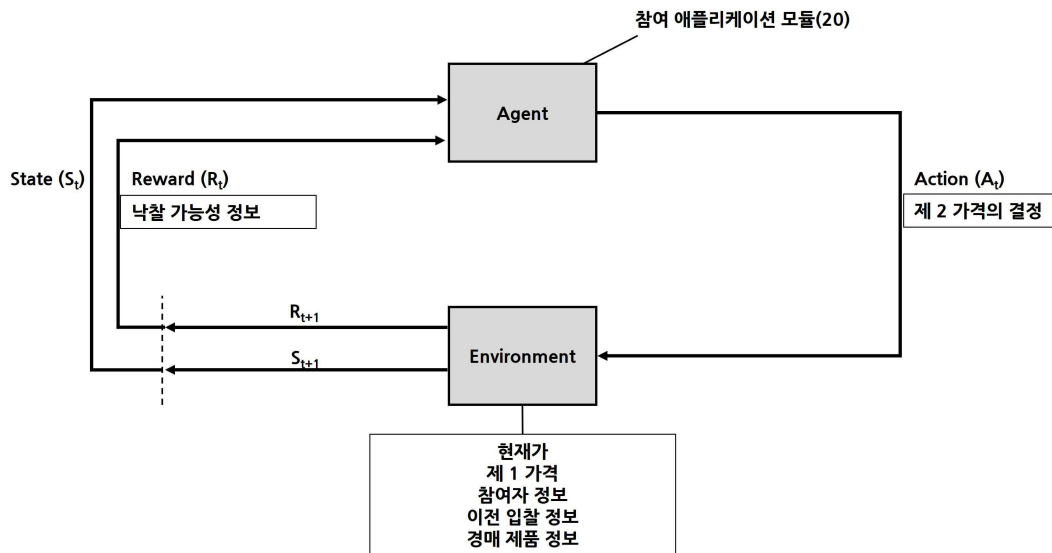 참여 애플리케이션 모듈(20)
Agent
State (Sₜ)
Reward (Rₜ)
낙찰 가능성 정보
Action (Aₜ)
제 2 가격의 결정
Rₜ₊₁
Sₜ₊₁
Environment
현재가
제 1 가격
참여자 정보
이전 입찰 정보
경매 제품 정보